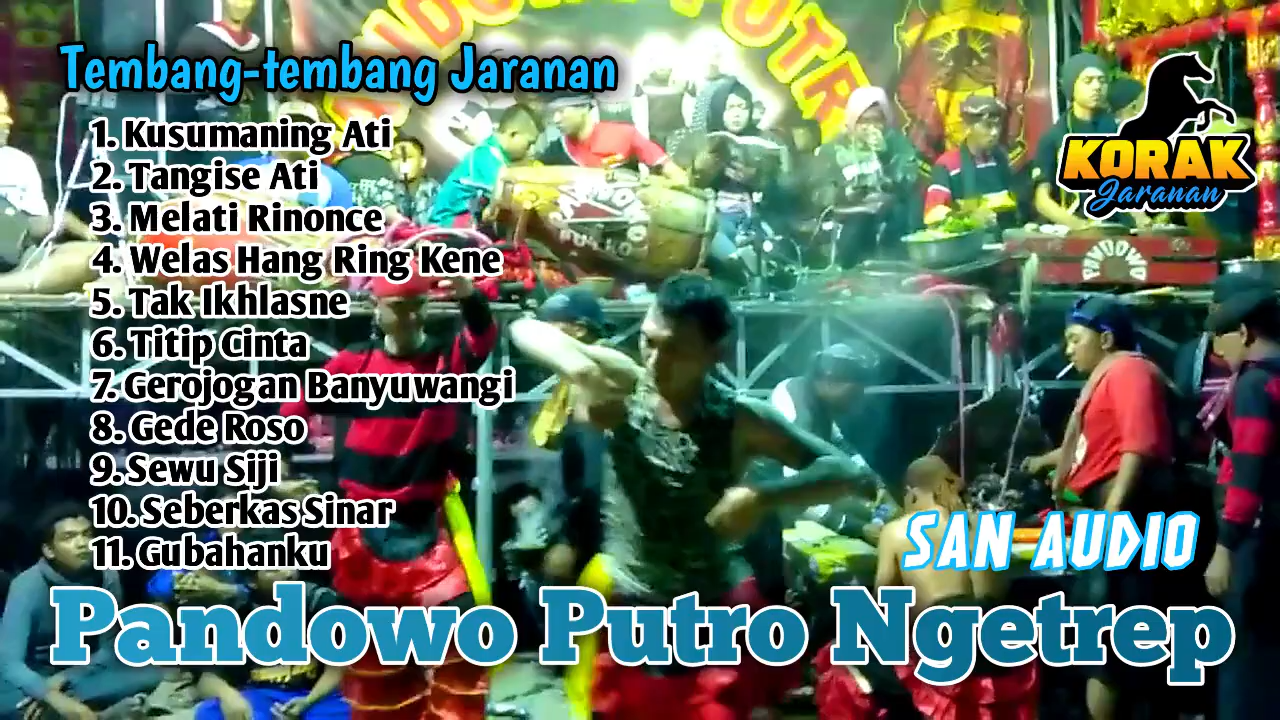 Tembang-tembang Jaranan
1. Kusumaning Ati
2. Tangise Ati
3. Melati Rinonce
4. Welas Hang Ring Kene
5. Tak Ikhlasne
6. Titip Cinta
7. Gerojogan Banyuwangi
8. Gede Roso
9. Sewu Siji
10. Seberkas Sinar
11. Gubahanku
KORAK
Jaranan
PANDOWO
PUTRO
SAN AUDIO
Pandowo Putro Ngetrep